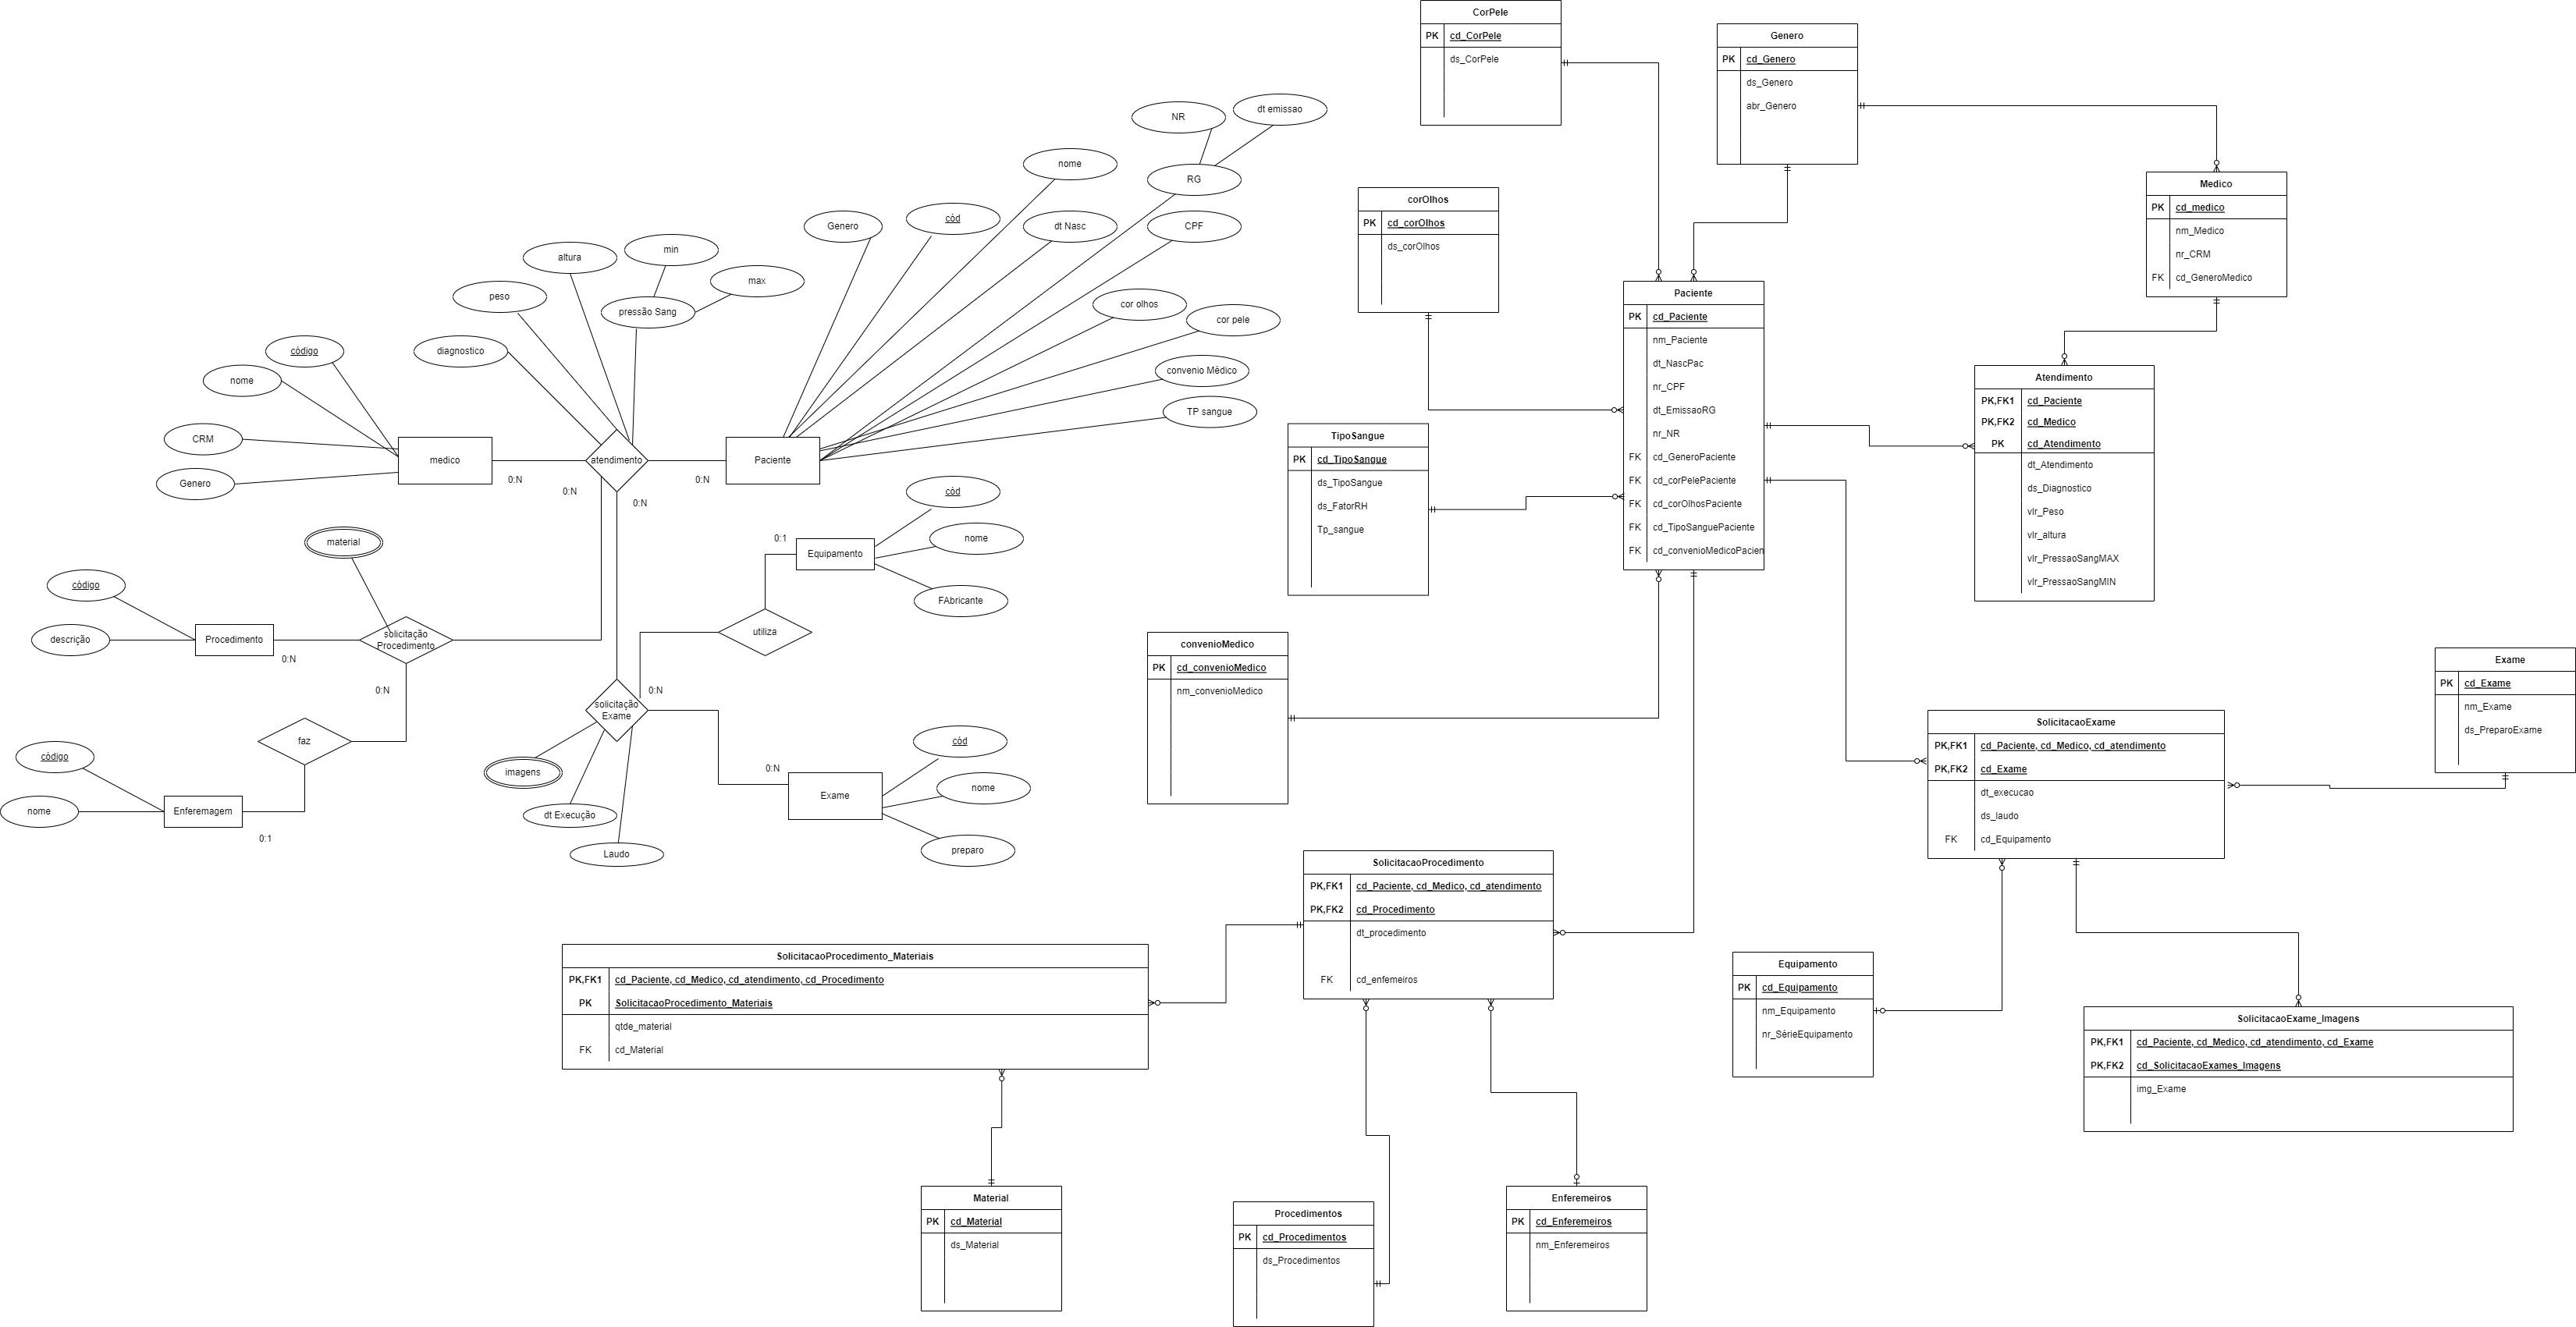 NR
dt emissao
nome
RG
Genero
cód
dt Nasc
CPF
altura
min
max
peso
pressão Sang
cor olhos
cor pele
convenio Médico
TP sangue
diagnostico
código
nome
CRM
Genero
medico
atendimento
Paciente
0:N
0:N
0:N
0:N
material
código
descrição
Procedimento
0:N
solicitação
Procedimento
0:N
faz
código
nome
Enferemagem
0:1
0:1
Equipamento
cód
nome
FAbricante
utiliza
0:N
solicitação
Exame
imagens
dt Execução
Laudo
0:N
Exame
cód
nome
preparo
CorPele
PK cd_CorPele
ds_CorPele
Genero
PK cd_Genero
ds_Genero
abr_Genero
corOlhos
PK cd_corOlhos
ds_corOlhos
Medico
PK cd_medico
nm_Medico
nr_CRM
FK cd_GeneroMedico
Paciente
PK cd_Paciente
nm_Paciente
dt_NascPac
nr_CPF
dt_EmissaoRG
nr_NR
FK cd_GeneroPaciente
FK cd_corPelePaciente
FK cd_corOlhosPaciente
FK cd_TipoSanguePaciente
FK cd_convenioMedicoPacien
Atendimento
PK,FK1 cd_Paciente
PK,FK2 cd_Medico
PK cd_Atendimento
dt_Atendimento
ds_Diagnostico
vlr_Peso
vlr_altura
vlr_PressaoSangMAX
vlr_PressaoSangMIN
TipoSangue
PK cd_TipoSangue
ds_TipoSangue
ds_FatorRH
Tp_sangue
convenioMedico
PK cd_convenioMedico
nm_convenioMedico
Exame
PK cd_Exame
nm_Exame
ds_PreparoExame
SolicitacaoExame
PK,FK1 cd_Paciente, cd_Medico, cd_atendimento
PK,FK2 cd_Exame
dt_execucao
ds_laudo
FK cd_Equipamento
SolicitacaoProcedimento
PK,FK1 cd_Paciente, cd_Medico, cd_atendimento
PK,FK2 cd_Procedimento
dt_procedimento
FK cd_enfemeiros
SolicitacaoProcedimento_Materiais
PK,FK1 cd_Paciente, cd_Medico, cd_atendimento, cd_Procedimento
PK SolicitacaoProcedimento_Materiais
qtde_material
FK cd_Material
Equipamento
PK cd_Equipamento
nm_Equipamento
nr_SérieEquipamento
SolicitacaoExame_Imagens
PK,FK1 cd_Paciente, cd_Medico, cd_atendimento, cd_Exame
PK,FK2 cd_SolicitacaoExames_Imagens
img_Exame
Material
PK cd_Material
ds_Material
Procedimentos
PK cd_Procedimentos
ds_Procedimentos
Enferemeiros
PK cd_Enferemeiros
nm_Enferemeiros